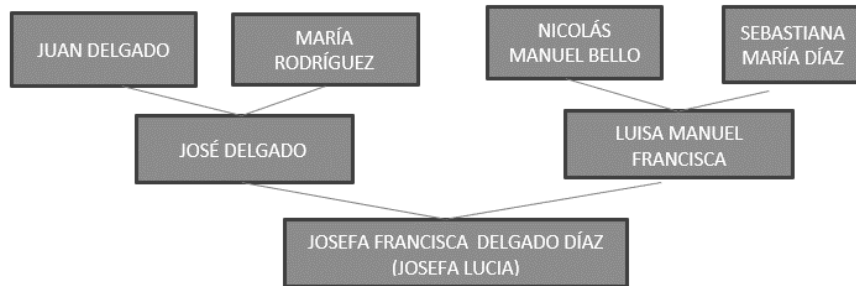 JUAN DELGADO
MARÍA
RODRÍGUEZ
NICOLÁS
MANUEL BELLO
SEBASTIANA
MARÍA DÍAZ
JOSÉ DELGADO
LUISA MANUEL
FRANCISCA
JOSEFA FRANCISCA DELGADO DÍAZ
(JOSEFA LUCIA)